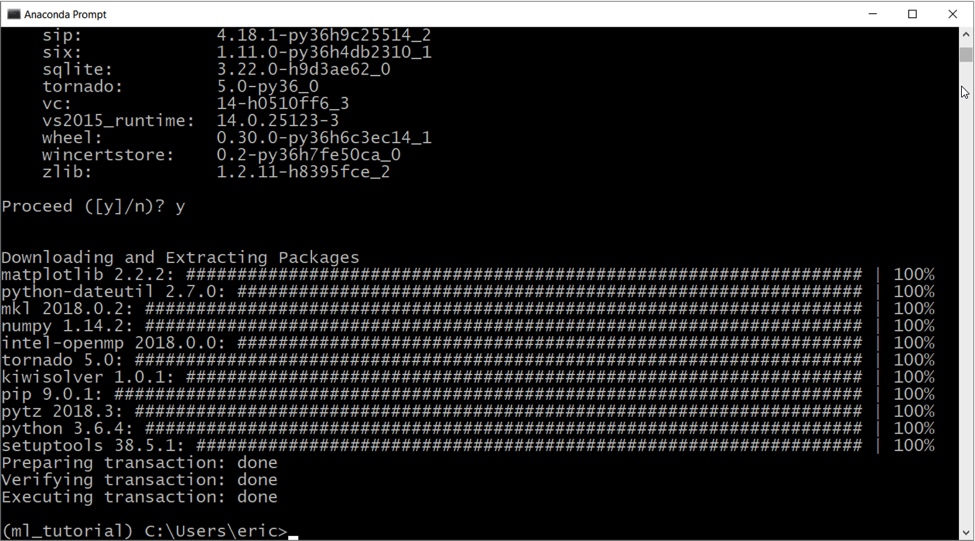 Anaconda Prompt
sip: 4.18.1-py36h9c25514_2
six: 1.11.0-py36h4db2310_1
sqlite: 3.22.0-h9d3ae62_0
tornado: 5.0-py36_0
vc: 14-h0510ff6_3
vs2015_runtime: 14.0.25123-3
wheel: 0.30.0-py36h6c3ec14_1
wincertstore: 0.2-py36h7fe50ca_0
zlib: 1.2.11-h8395fce_2
Proceed ([y]/n)? y
Downloading and Extracting Packages
matplotlib 2.2.2: ################################################################## | 100%
python-dateutil 2.7.0: ############################################################# | 100%
mkl 2018.0.2: ###################################################################### | 100%
numpy 1.14.2: ###################################################################### | 100%
intel-openmp 2018.0.0: ############################################################# | 100%
tornado 5.0: ####################################################################### | 100%
kiwisolver 1.0.1: ################################################################## | 100%
pip 9.0.1: ######################################################################### | 100%
pytz 2018.3: ####################################################################### | 100%
python 3.6.4: ###################################################################### | 100%
setuptools 38.5.1: ################################################################# | 100%
Preparing transaction: done
Verifying transaction: done
Executing transaction: done
(ml_tutorial) C:\Users\eric>